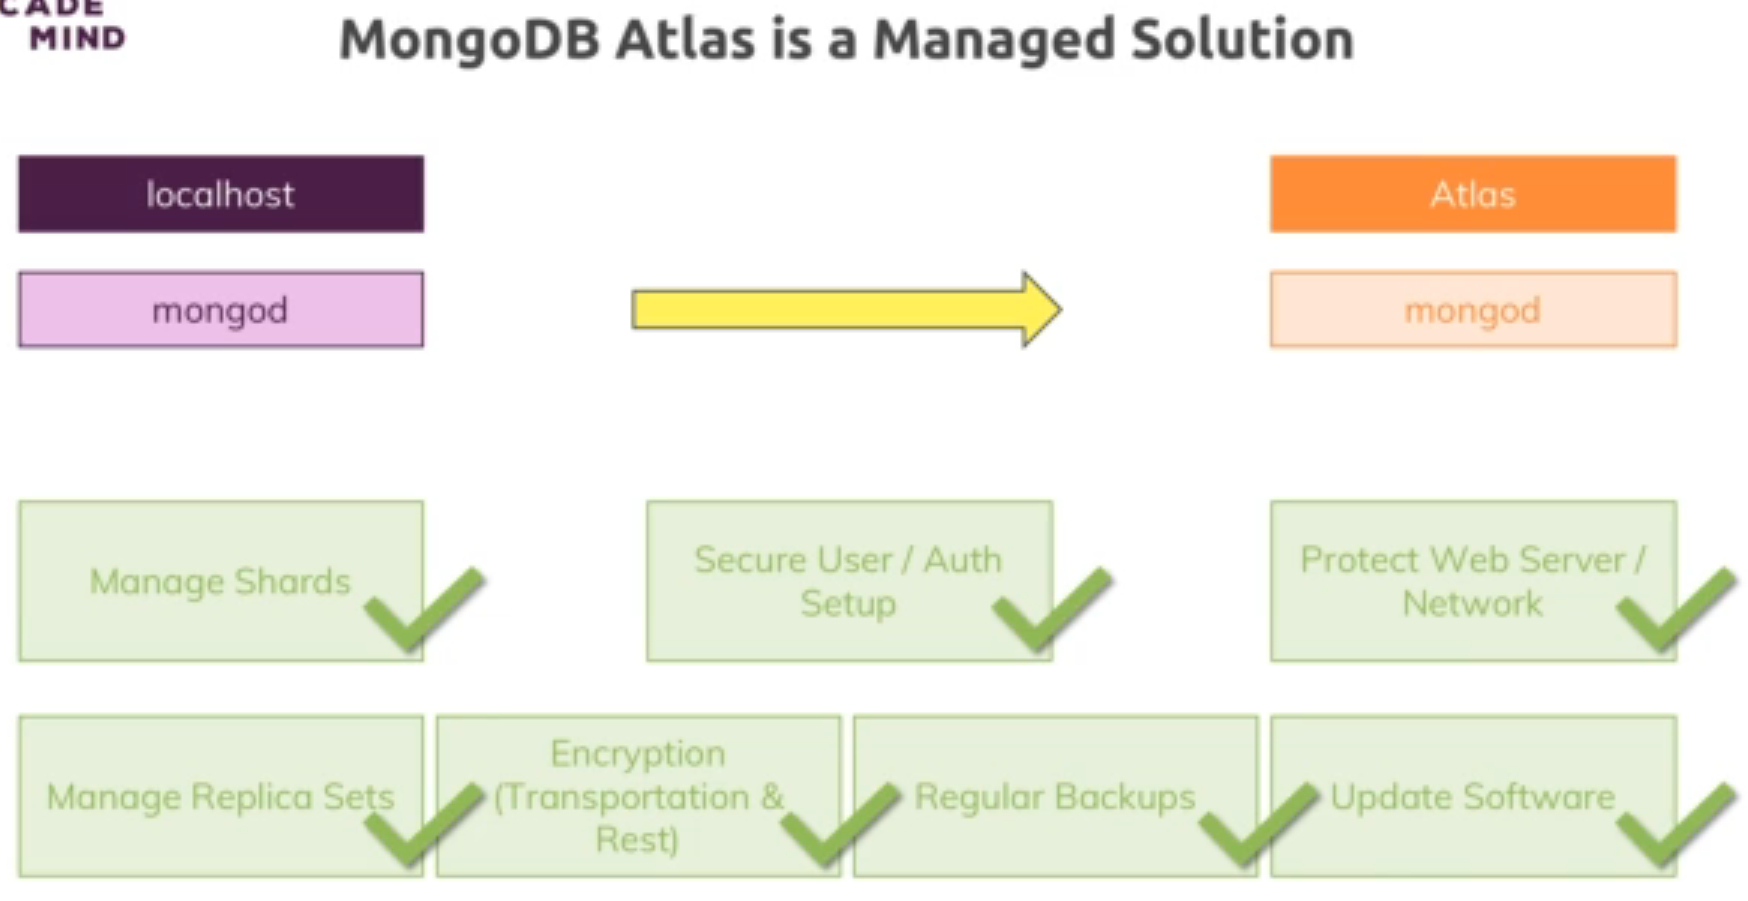 CADE
MIND
MongoDB Atlas is a Managed Solution
localhost
Atlas
mongod
mongod
Manage Shards
Secure User / Auth
Setup
Protect Web Server /
Network
Manage Replica Sets
Encryption
(Transportation &
Rest)
Regular Backups
Update Software